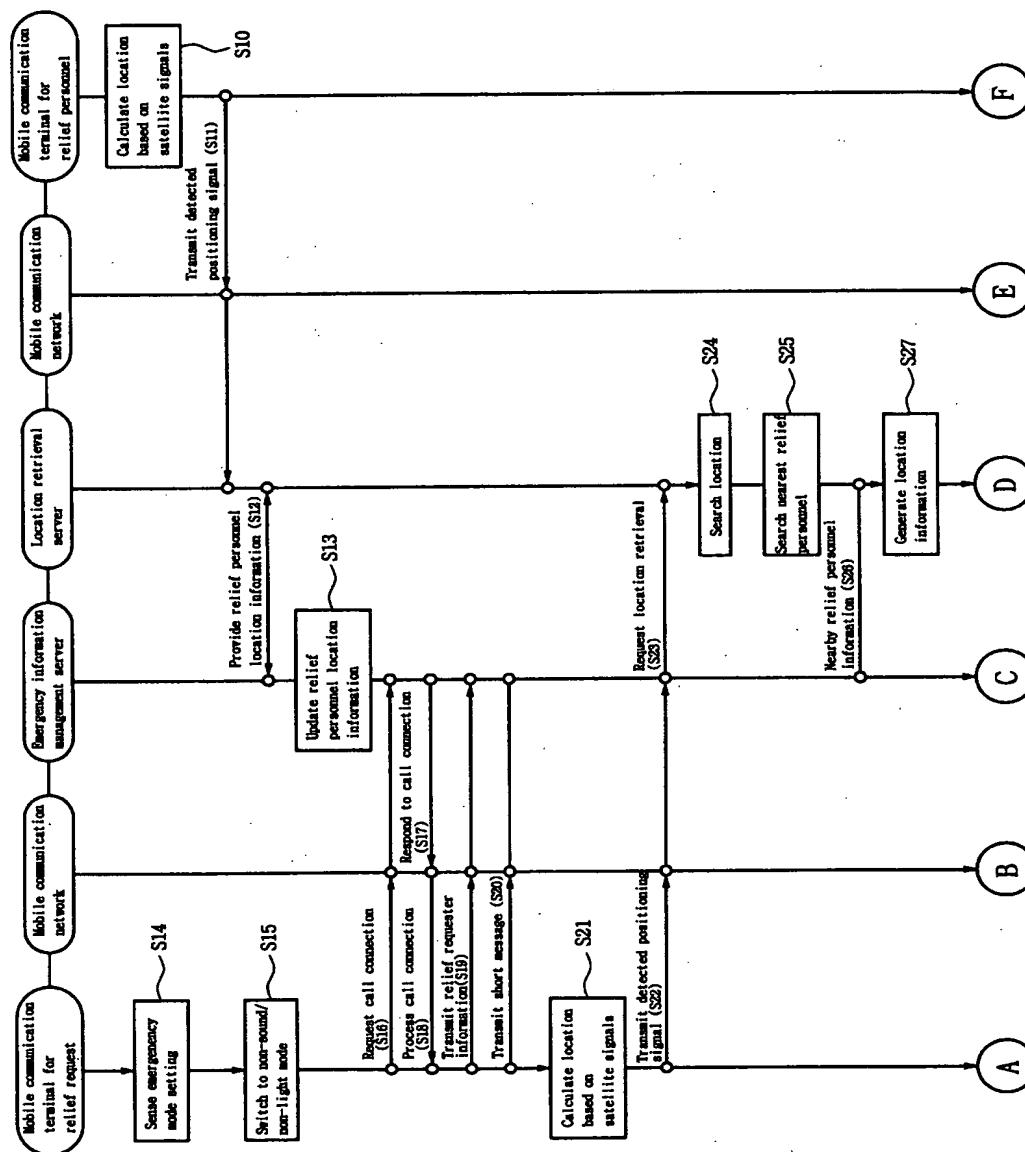 Mobile communication
terminal for
relief request
Mobile communication
network
Emergency information
management server
Location retrieval
server
Mobile communication
network
Mobile communication
terminal for
relief personnel
Calculate location
based on
satellite signals
S10
Transmit detected
positioning signal (S11)
Provide relief personnel
location information (S12)
Update relief
personnel location
information
S13
Sense emergenency
mode setting
S14
Switch to non-sound/
non-light mode
S15
Request call connection
(S16)
Respond to call connection
(S17)
Process call connection
(S18)
Transmit relief requester
information(S19)
Transmit short message (S20)
Calculate location
based on
satellite signals
S21
Transmit detected positioning
signal (S22)
Request location retrieval
(S23)
Search location
S24
Search nearest relief
personnel
S25
Nearby relief personnel
information (S26)
Generate location
information
S27
A
B
C
D
E
F